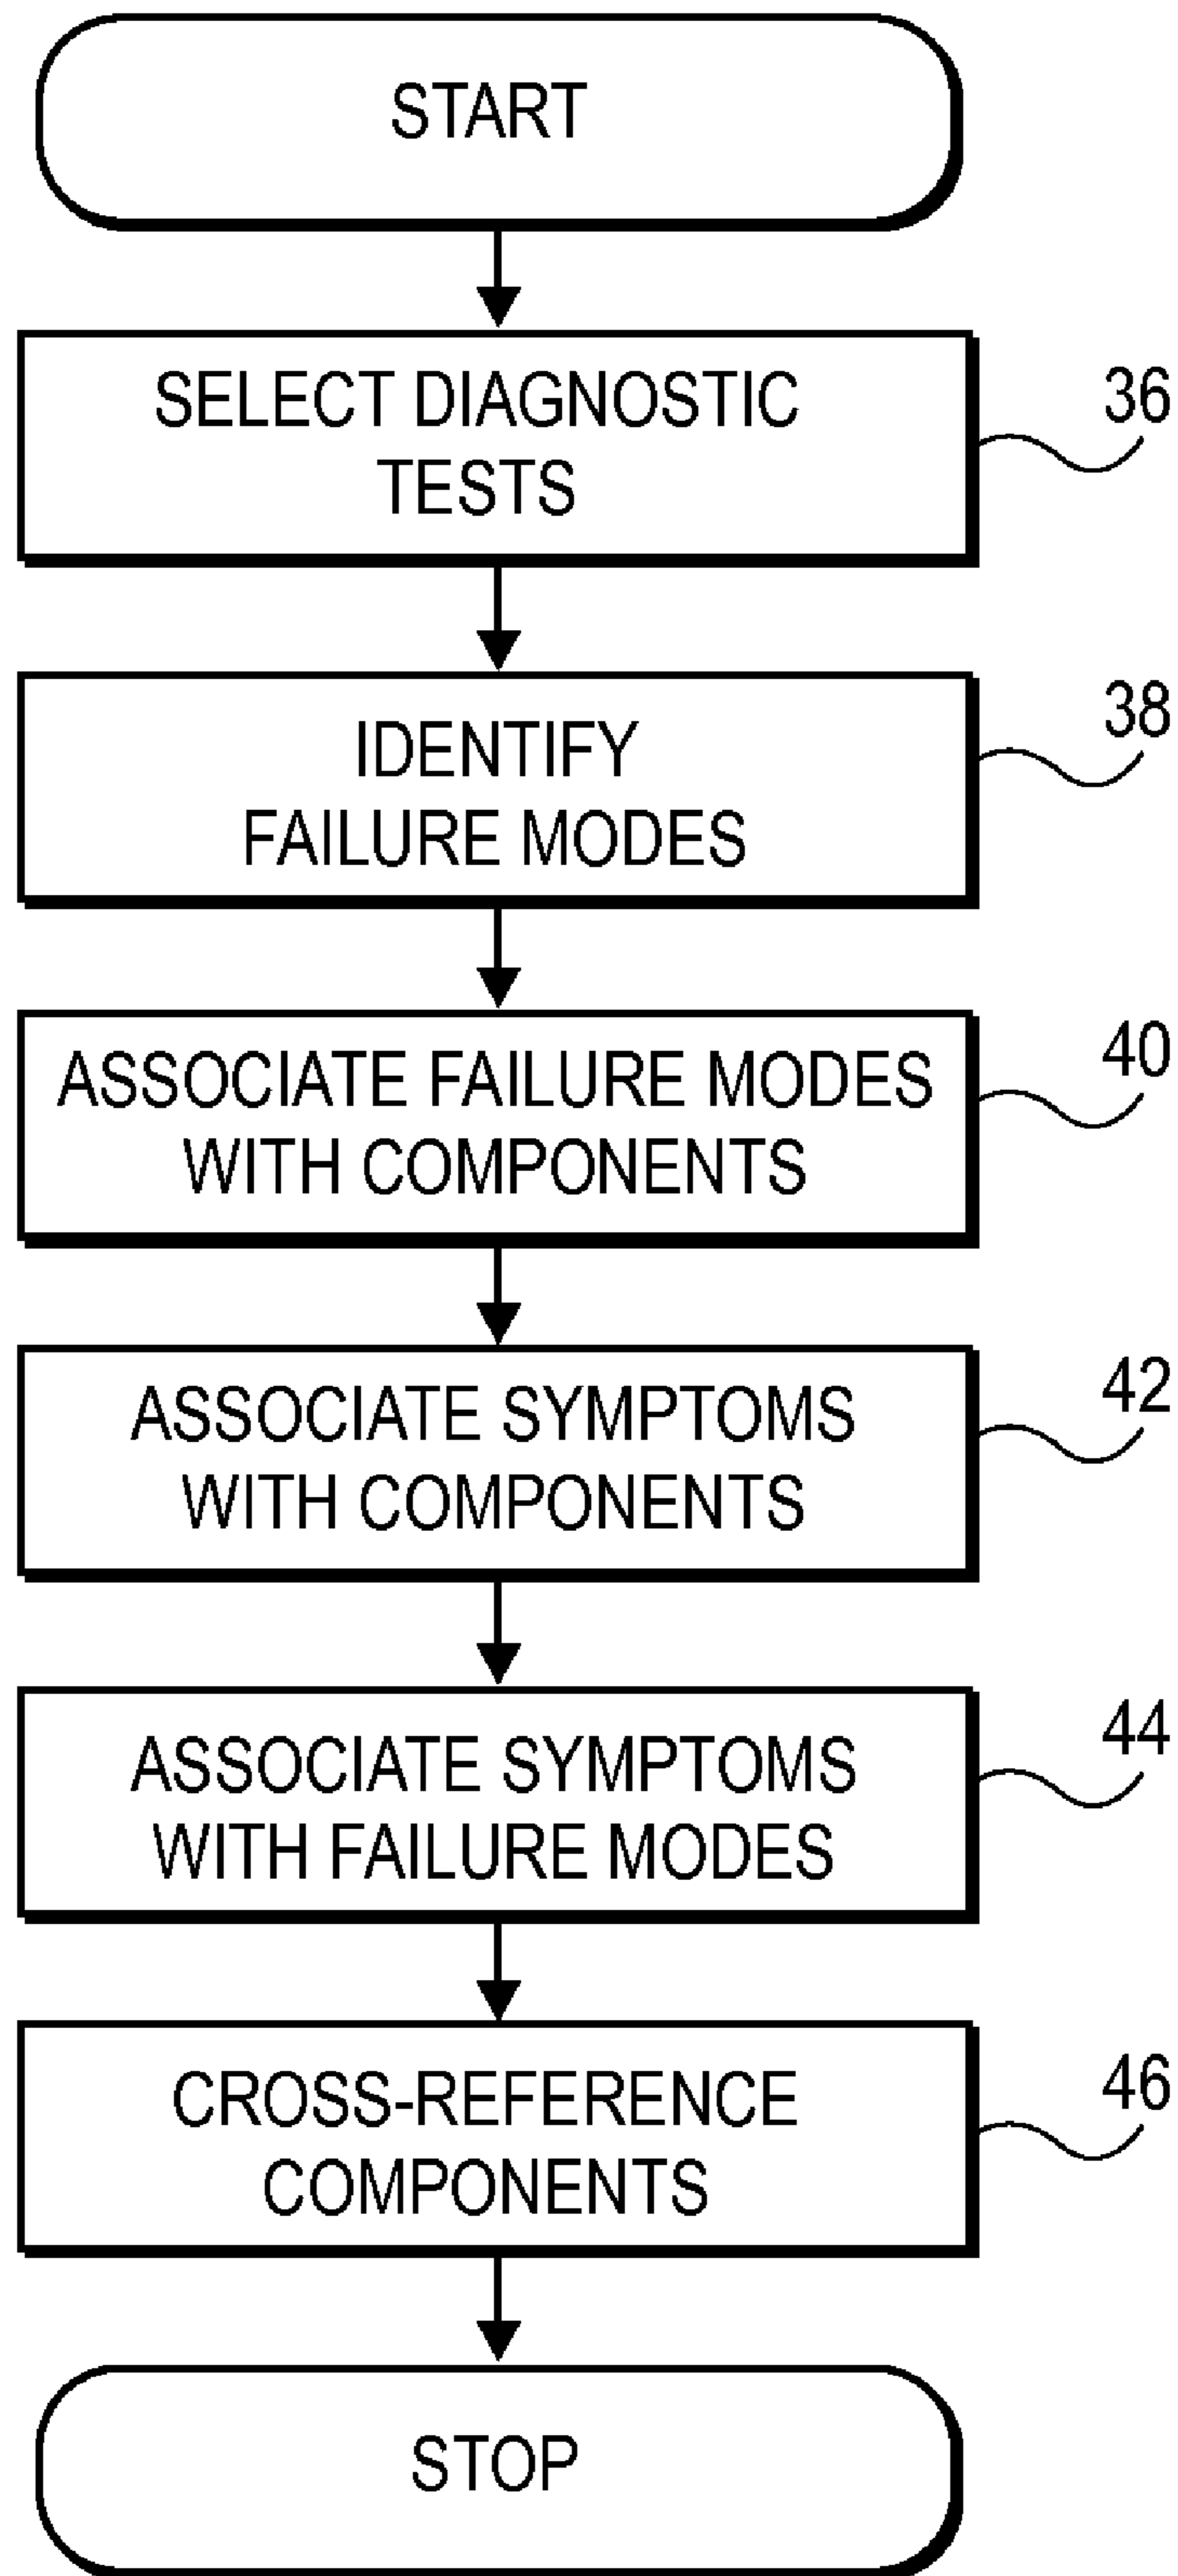 START
SELECT DIAGNOSTIC
TESTS
36
IDENTIFY
FAILURE MODES
38
ASSOCIATE FAILURE MODES
WITH COMPONENTS
40
ASSOCIATE SYMPTOMS
WITH COMPONENTS
42
ASSOCIATE SYMPTOMS
WITH FAILURE MODES
44
CROSS-REFERENCE
COMPONENTS
46
STOP